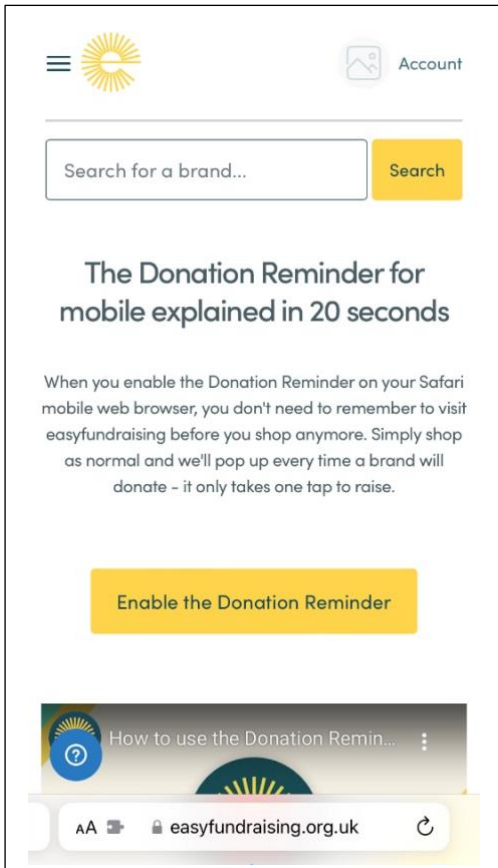 Account
Search for a brand...
Search
The Donation Reminder for
mobile explained in 20 seconds
When you enable the Donation Reminder on your Safari
mobile web browser, you don't need to remember to visit
easyfundraising before you shop anymore. Simply shop
as normal and we'll pop up every time a brand will
donate - it only takes one tap to raise.
Enable the Donation Reminder
How to use the Donation Remin...
AA easyfundraising.org.uk